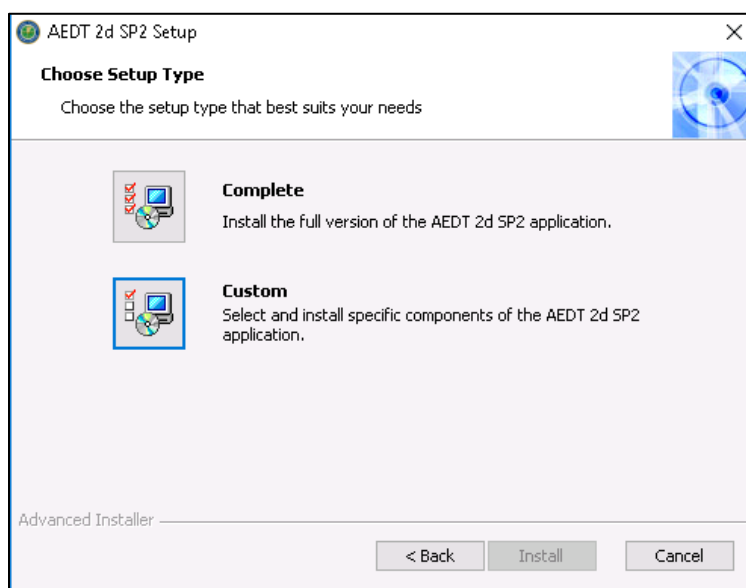 AEDT 2d SP2 Setup
Choose Setup Type
Choose the setup type that best suits your needs
Complete
Install the full version of the AEDT 2d SP2 application.
Custom
Select and install specific components of the AEDT 2d SP2
application.
Advanced Installer
< Back
Install
Cancel